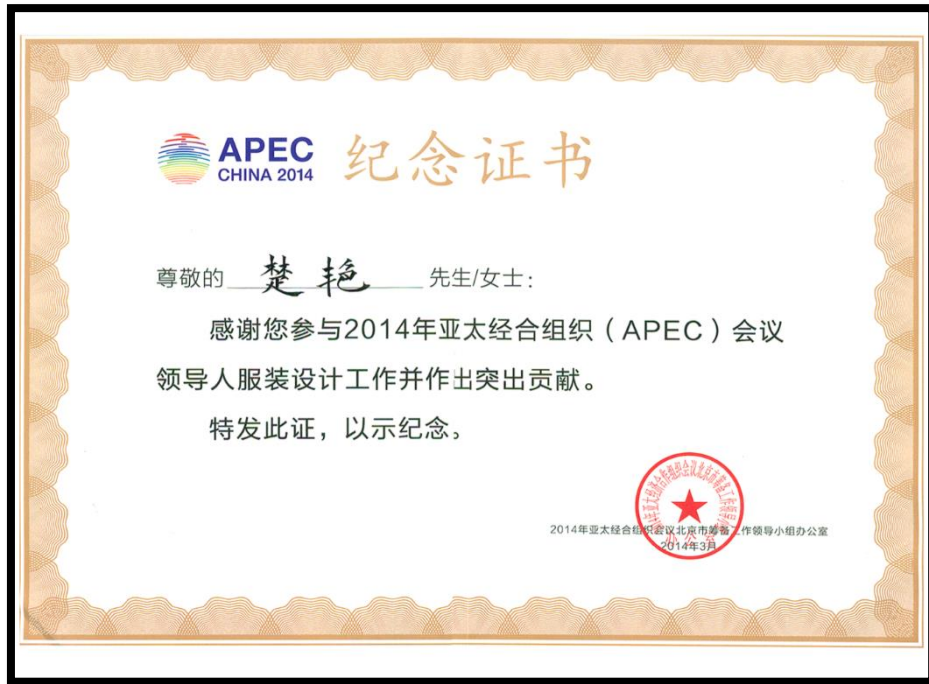 APEC
CHINA 2014
纪念证书
尊敬的 楚艳 先生/女士：
感谢您参与2014年亚太经合组织（APEC）会议
领导人服装设计工作并作出突出贡献。
特发此证，以示纪念。
2014年亚太经合组织会议北京市筹备工作领导小组办公室
2014年3月
办公室